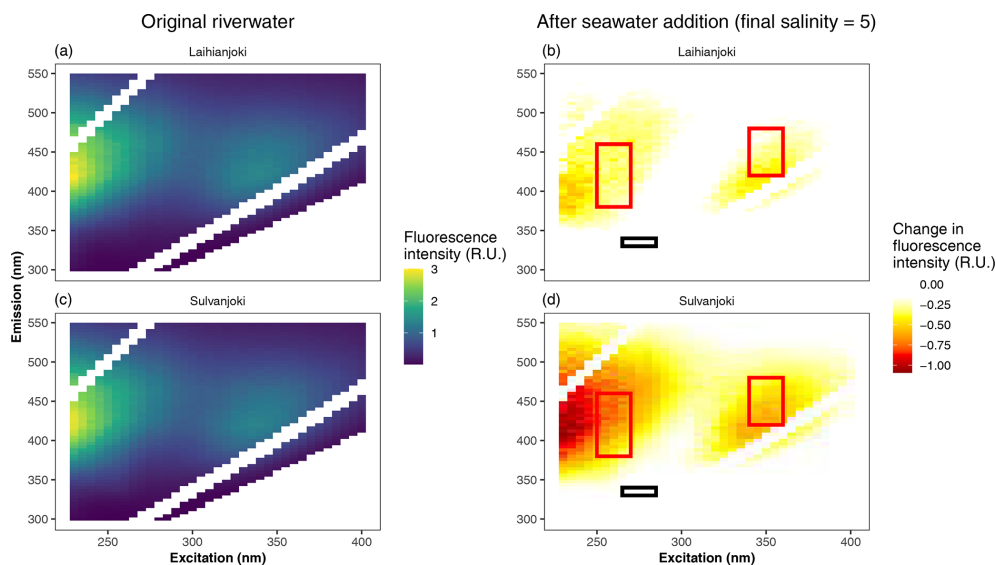 Original riverwater
After seawater addition (final salinity = 5)
(a)
Laihianjoki
(b)
Laihianjoki
550
500
450
400
350
300
550
500
450
400
350
300
(c)
Sulvanjoki
(d)
Sulvanjoki
550
500
450
400
350
300
550
500
450
400
350
300
250
300
350
400
250
300
350
400
Excitation (nm)
Excitation (nm)
Emission (nm)
Fluorescence
intensity (R.U.)
3
2
1
Change in
fluorescence
intensity (R.U.)
0.00
−0.25
−0.50
−0.75
−1.00